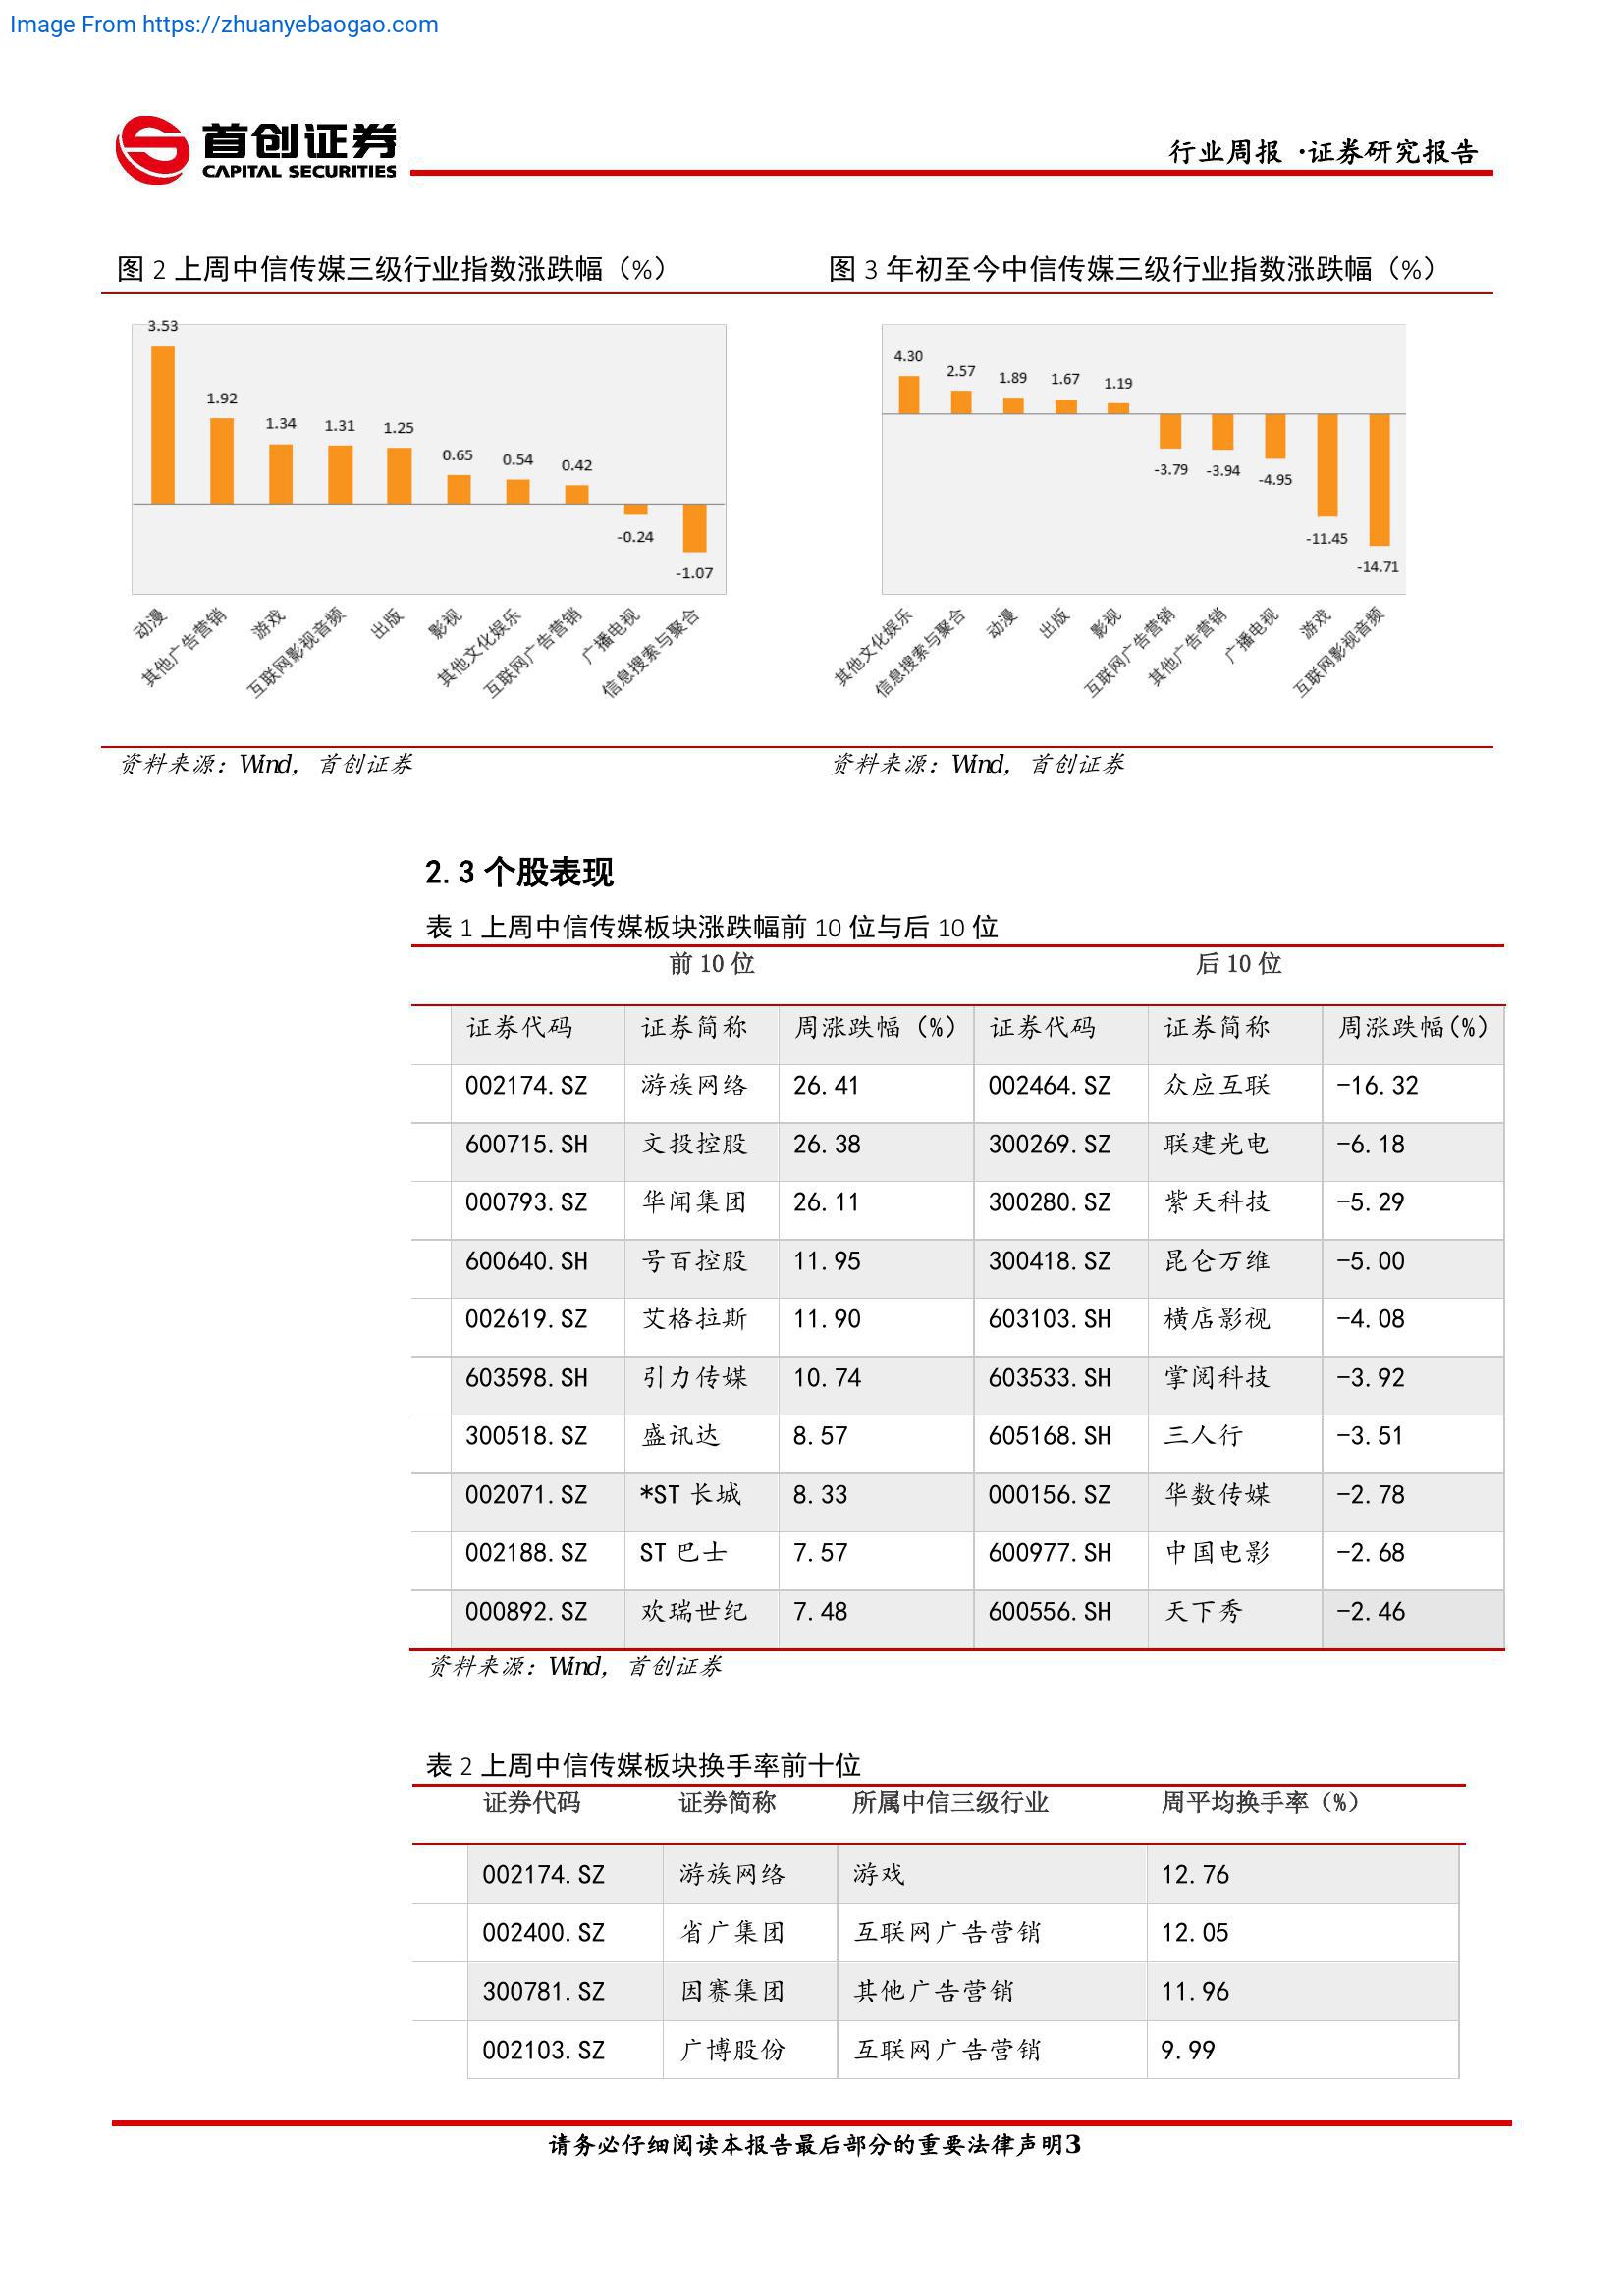 Image From https://zhuanyebaogao.com
首创证券
CAPITAL SECURITIES
行业周报 ·证券研究报告
图 2 上周中信传媒三级行业指数涨跌幅（%）
3.53
1.92
1.34
1.31
1.25
0.65
0.54
0.42
-0.24
-1.07
动漫
其他广告营销
游戏
互联网影视音频
出版
影视
其他文化娱乐
互联网广告营销
广播电视
信息搜索与聚合
资料来源：Wind，首创证券
图 3 年初至今中信传媒三级行业指数涨跌幅（%）
4.30
2.57
1.89
1.67
1.19
-3.79
-3.94
-4.95
-11.45
-14.71
其他文化娱乐
信息搜索与聚合
动漫
出版
影视
互联网广告营销
其他广告营销
广播电视
游戏
互联网影视音频
资料来源：Wind，首创证券
2.3 个股表现
表 1 上周中信传媒板块涨跌幅前 10 位与后 10 位
前 10 位 后 10 位
证券代码 证券简称 周涨跌幅（%） 证券代码 证券简称 周涨跌幅(%)
002174.SZ 游族网络 26.41 002464.SZ 众应互联 -16.32
600715.SH 文投控股 26.38 300269.SZ 联建光电 -6.18
000793.SZ 华闻集团 26.11 300280.SZ 紫天科技 -5.29
600640.SH 号百控股 11.95 300418.SZ 昆仑万维 -5.00
002619.SZ 艾格拉斯 11.90 603103.SH 横店影视 -4.08
603598.SH 引力传媒 10.74 603533.SH 掌阅科技 -3.92
300518.SZ 盛讯达 8.57 605168.SH 三人行 -3.51
002071.SZ *ST 长城 8.33 000156.SZ 华数传媒 -2.78
002188.SZ ST 巴士 7.57 600977.SH 中国电影 -2.68
000892.SZ 欢瑞世纪 7.48 600556.SH 天下秀 -2.46
资料来源：Wind，首创证券
表 2 上周中信传媒板块换手率前十位
证券代码 证券简称 所属中信三级行业 周平均换手率（%）
002174.SZ 游族网络 游戏 12.76
002400.SZ 省广集团 互联网广告营销 12.05
300781.SZ 因赛集团 其他广告营销 11.96
002103.SZ 广博股份 互联网广告营销 9.99
请务必仔细阅读本报告最后部分的重要法律声明3